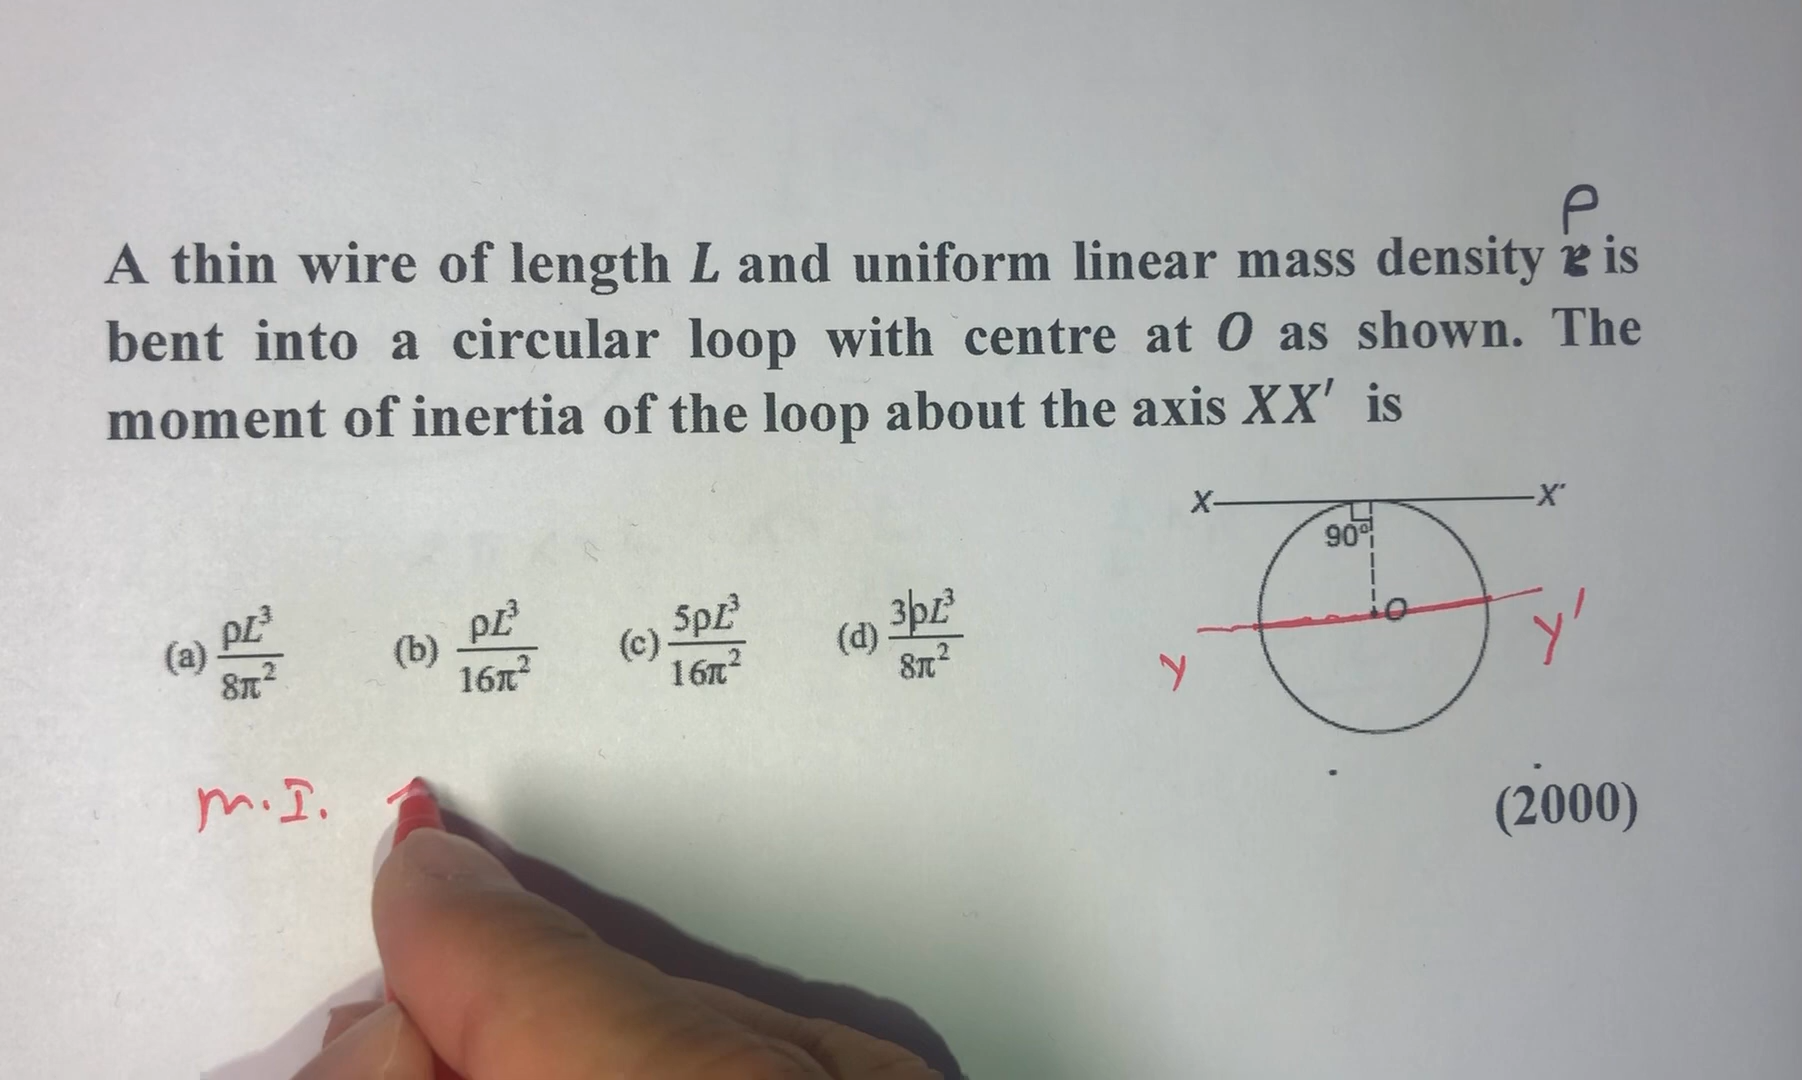 ρ
A thin wire of length L and uniform linear mass density is
bent into a circular loop with centre at O as shown. The
moment of inertia of the loop about the axis XX′ is
X X′
90°
O
y y′
(a) ρL³/8π² (b) ρL³/16π² (c) 5ρL³/16π² (d) 3ρL³/8π²
M.I.
(2000)